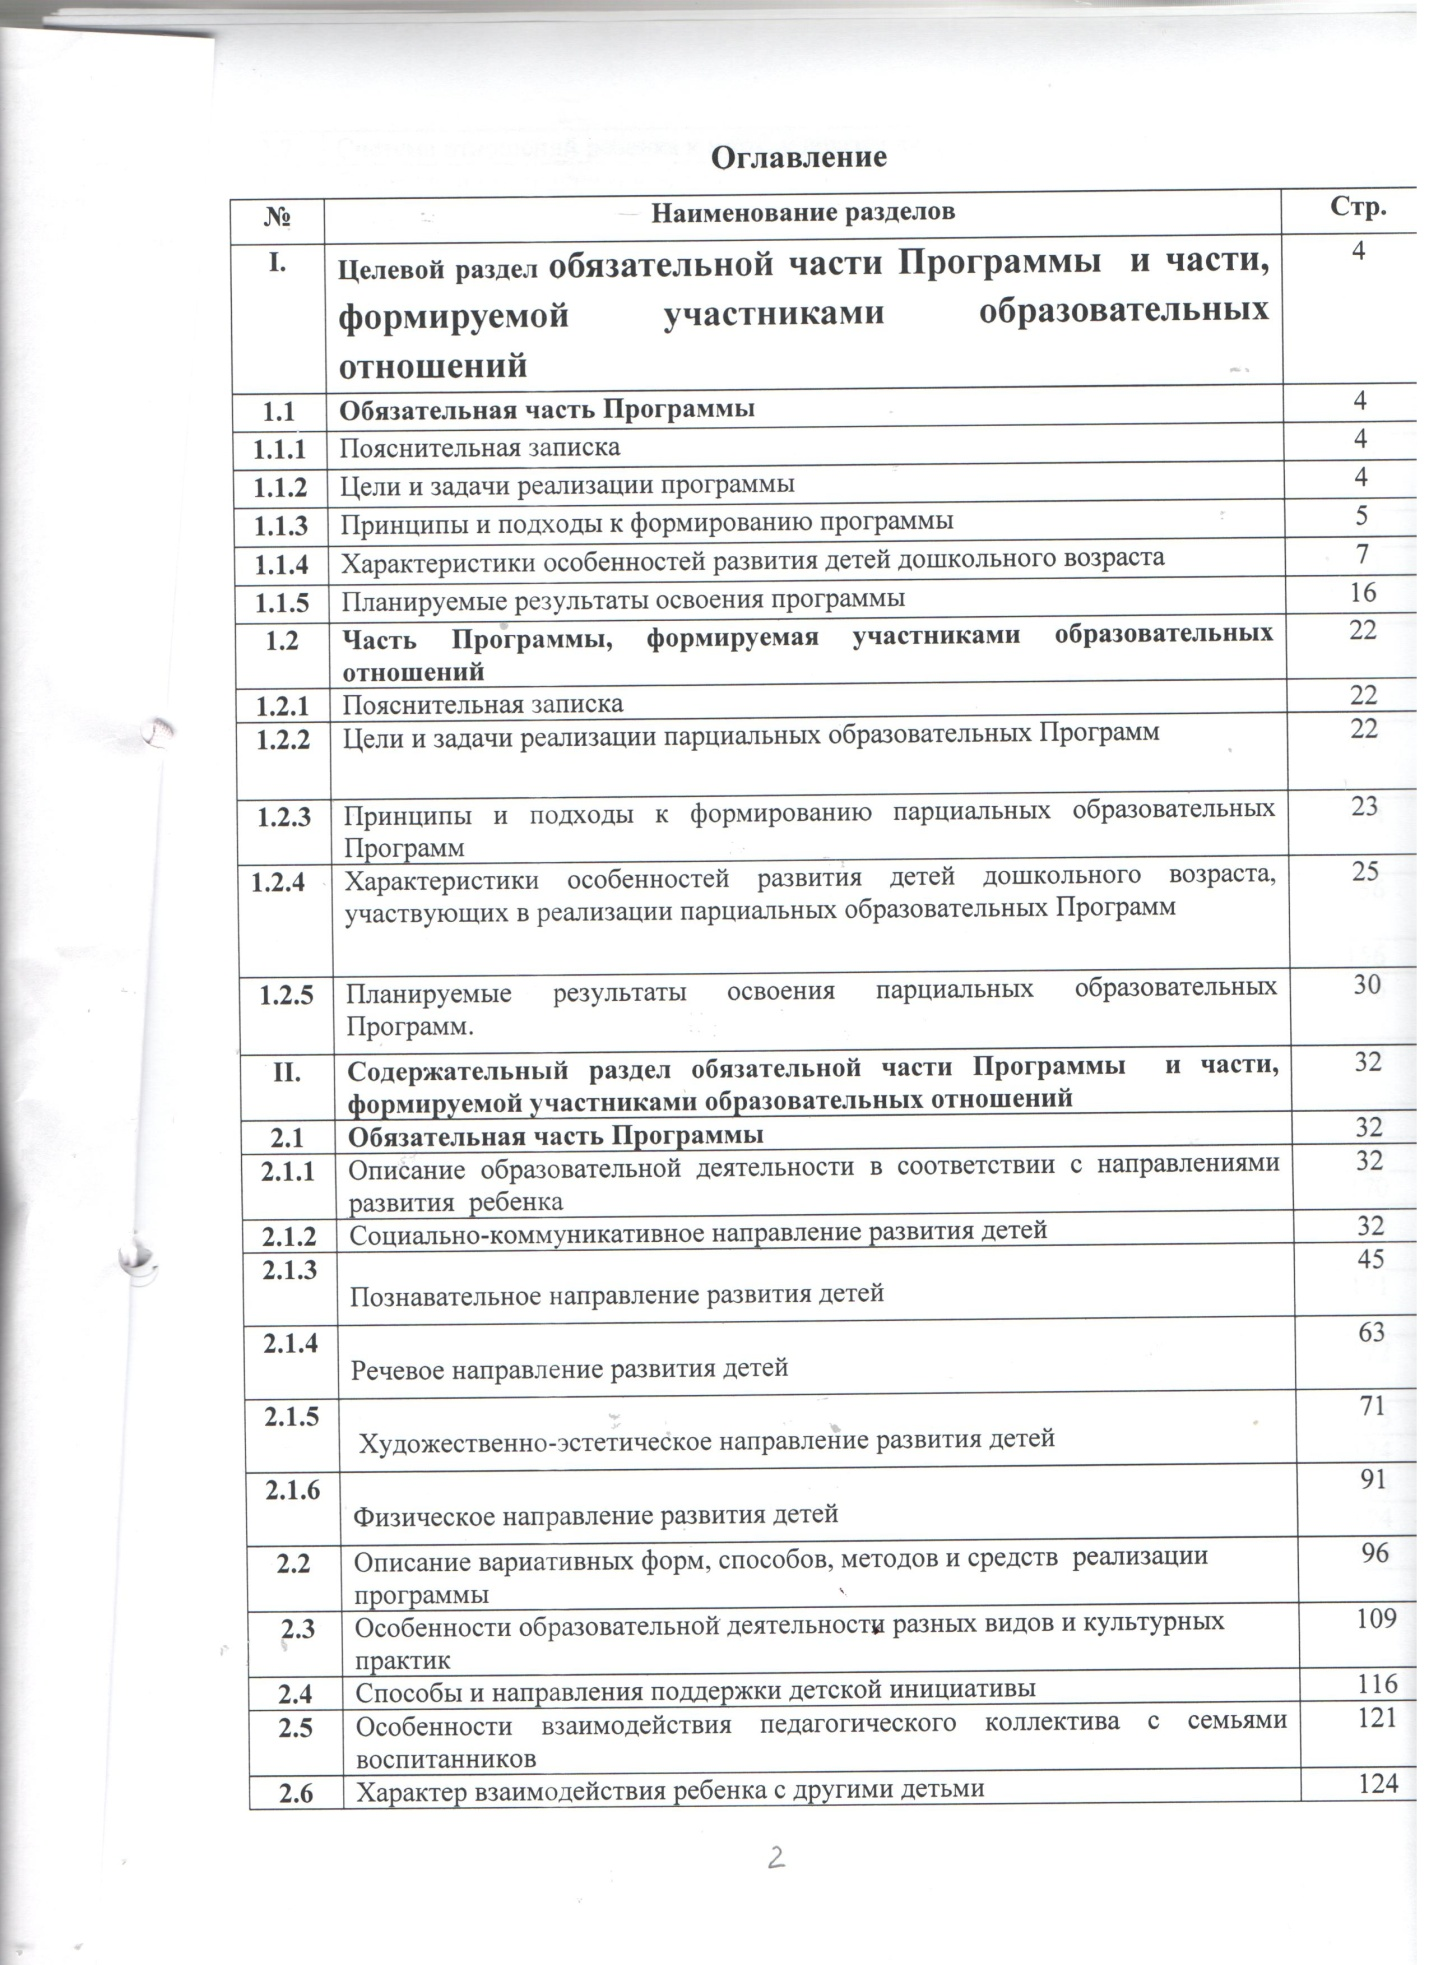 Оглавление
№ Наименование разделов Стр.
I. Целевой раздел обязательной части Программы и части, 4
формируемой участниками образовательных
отношений
1.1 Обязательная часть Программы 4
1.1.1 Пояснительная записка 4
1.1.2 Цели и задачи реализации программы 4
1.1.3 Принципы и подходы к формированию программы 5
1.1.4 Характеристики особенностей развития детей дошкольного возраста 7
1.1.5 Планируемые результаты освоения программы 16
1.2 Часть Программы, формируемая участниками образовательных 22
отношений
1.2.1 Пояснительная записка 22
1.2.2 Цели и задачи реализации парциальных образовательных Программ 22
1.2.3 Принципы и подходы к формированию парциальных образовательных 23
Программ
1.2.4 Характеристики особенностей развития детей дошкольного возраста, 25
участвующих в реализации парциальных образовательных Программ
1.2.5 Планируемые результаты освоения парциальных образовательных 30
Программ.
II. Содержательный раздел обязательной части Программы и части, 32
формируемой участниками образовательных отношений
2.1 Обязательная часть Программы 32
2.1.1 Описание образовательной деятельности в соответствии с направлениями 32
развития ребенка
2.1.2 Социально-коммуникативное направление развития детей 32
2.1.3 45
Познавательное направление развития детей
2.1.4 63
Речевое направление развития детей
2.1.5 71
Художественно-эстетическое направление развития детей
2.1.6 91
Физическое направление развития детей
2.2 Описание вариативных форм, способов, методов и средств реализации 96
программы
2.3 Особенности образовательной деятельности разных видов и культурных 109
практик
2.4 Способы и направления поддержки детской инициативы 116
2.5 Особенности взаимодействия педагогического коллектива с семьями 121
воспитанников
2.6 Характер взаимодействия ребенка с другими детьми 124
2